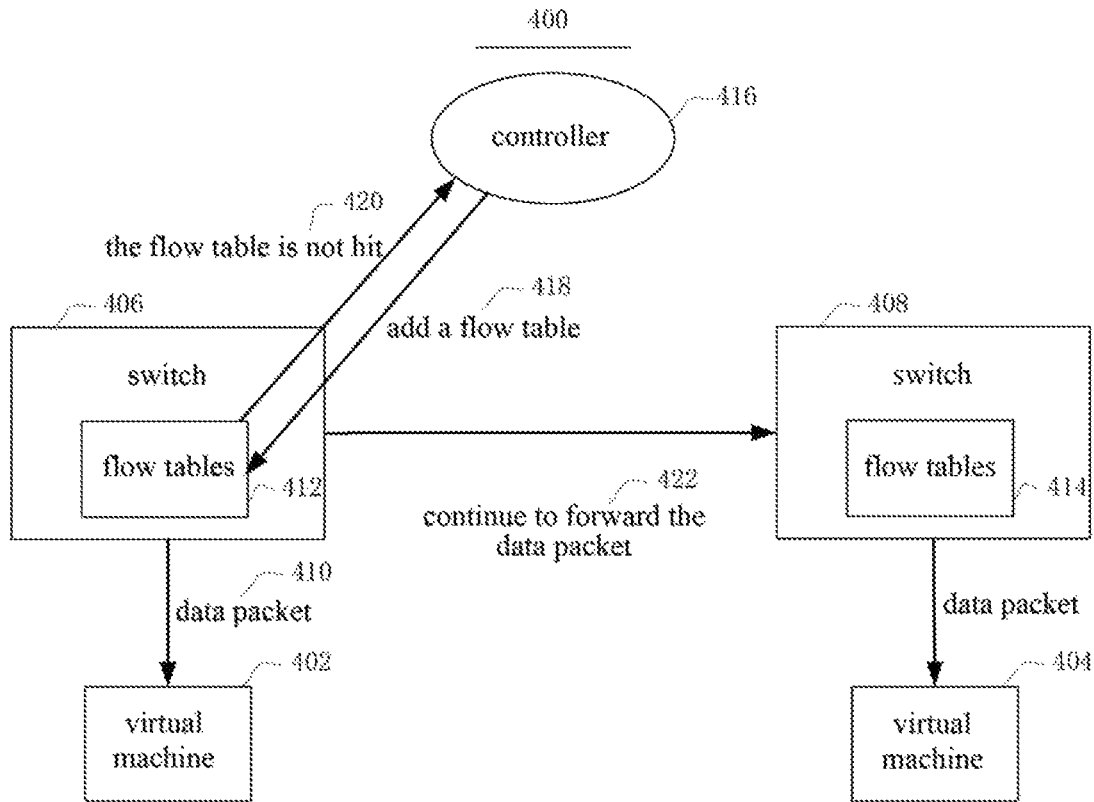 400
416
controller
420
the flow table is not hit
418
add a flow table
406
408
switch
switch
flow tables
flow tables
412
414
422
continue to forward the
data packet
410
data packet
data packet
402
404
virtual
machine
virtual
machine